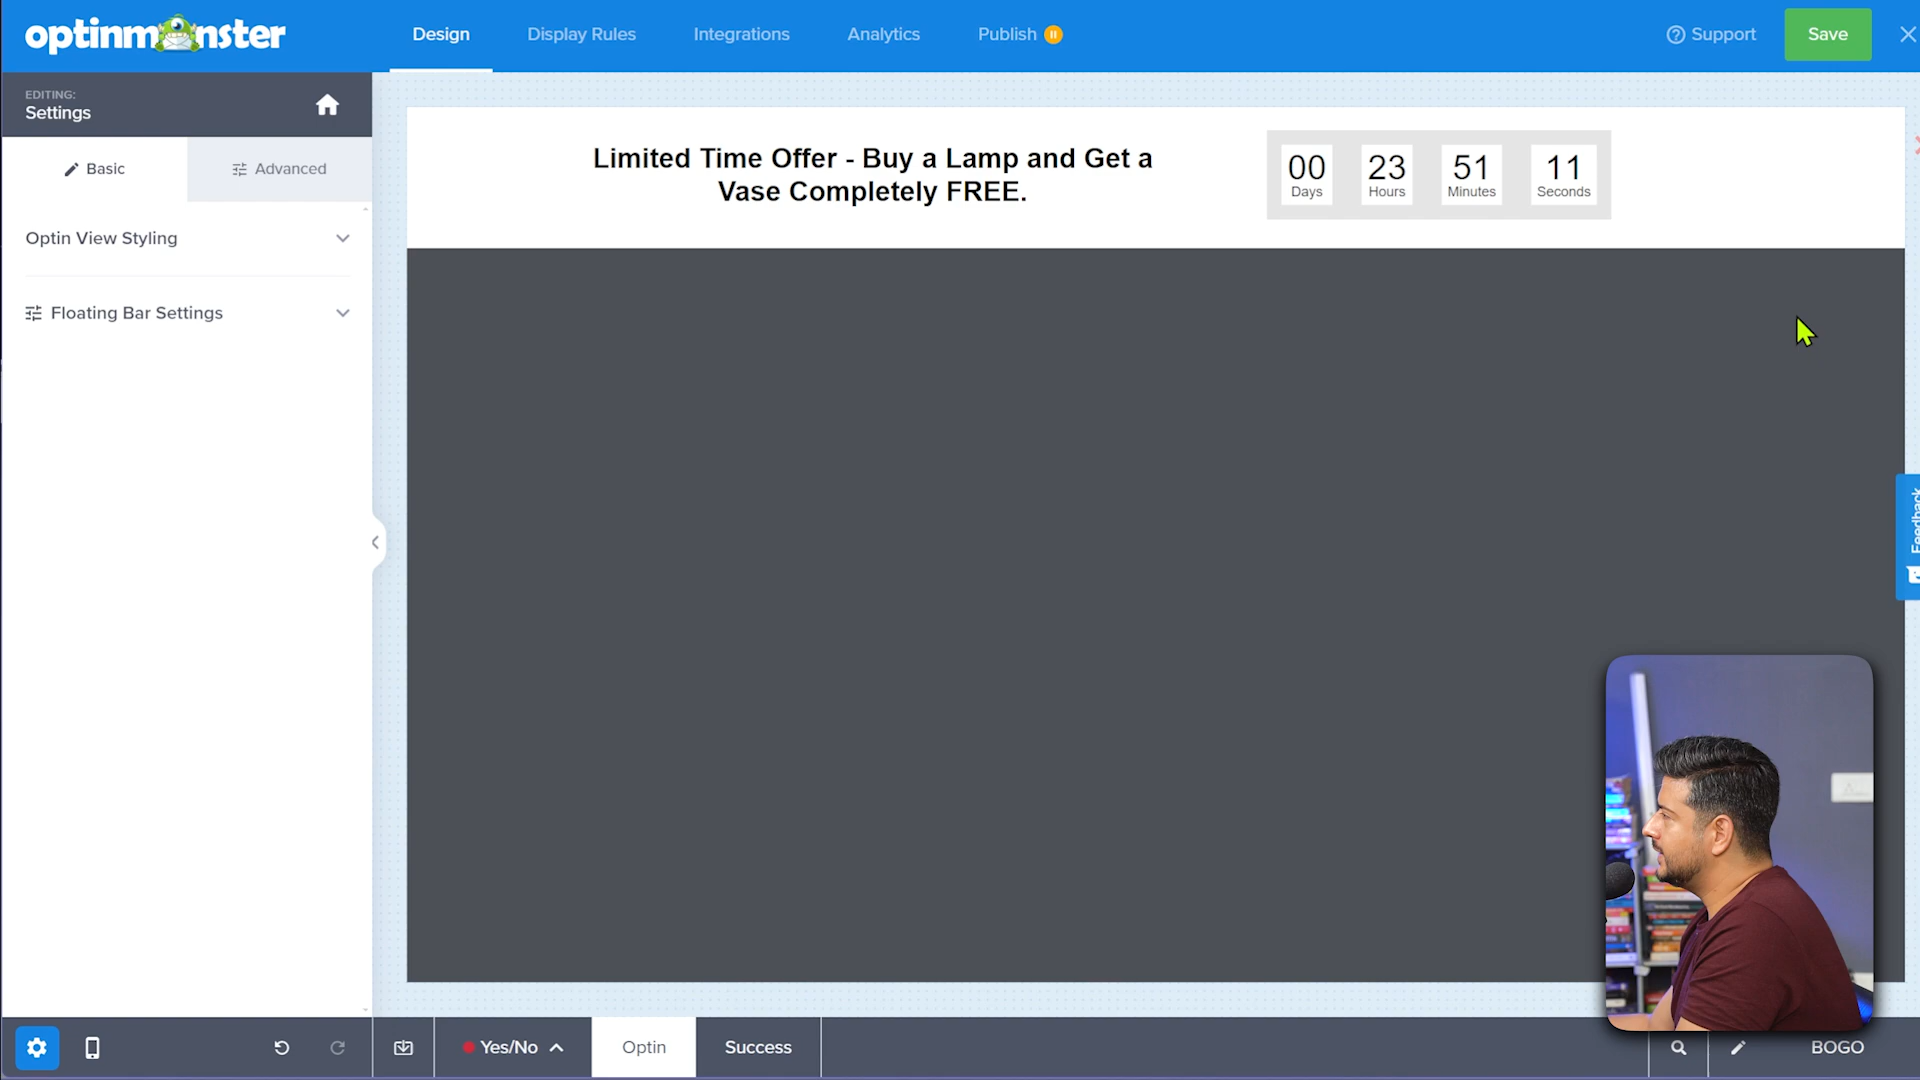 optinmonster
Design
Display Rules
Integrations
Analytics
Publish
Support
Save
EDITING:
Settings
Basic
Advanced
Optin View Styling
Floating Bar Settings
Limited Time Offer - Buy a Lamp and Get a
Vase Completely FREE.
00 23 51 11
Days Hours Minutes Seconds
Feedback
Yes/No
Optin
Success
BOGO